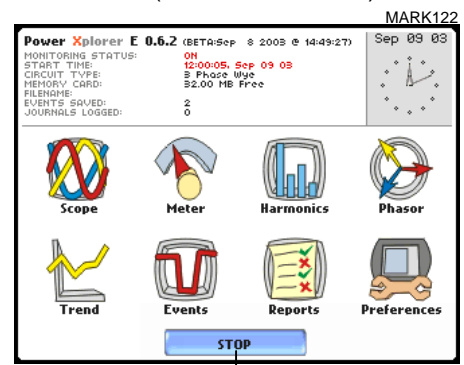 MARK122
Power Xplorer E 0.6.2 (BETA:Sep 8 2003 @ 14:49:27)
Sep 09 03
MONITORING STATUS: ON
START TIME: 12:00:05, Sep 09 03
CIRCUIT TYPE: 3 Phase Wye
MEMORY CARD: 32.00 MB Free
FILENAME:
EVENTS SAVED: 2
JOURNALS LOGGED: 0
Scope Meter Harmonics Phasor
Trend Events Reports Preferences
STOP